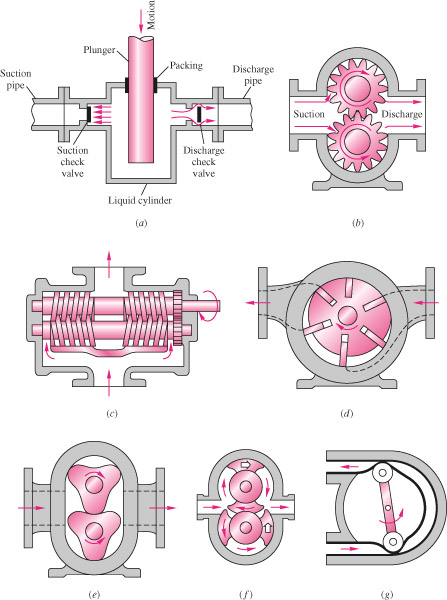 Motion
Plunger
Packing
Suction
pipe
Discharge
pipe
Suction
check
valve
Discharge
check
valve
Liquid cylinder
(a)
Suction
Discharge
(b)
(c)
(d)
(e)
(f)
(g)